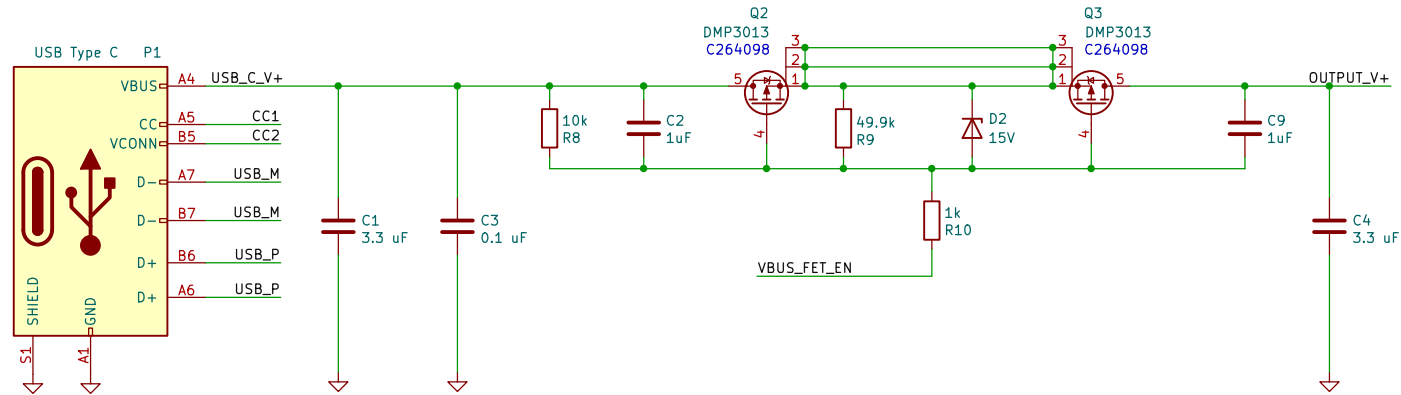 USB Type C P1
VBUS A4 USB_C_V+
CC A5 CC1
VCONN B5 CC2
D- A7 USB_M
D- B7 USB_M
D+ B6 USB_P
D+ A6 USB_P
SHIELD
GND
S1
A1
C1
3.3 uF
C3
0.1 uF
10k
R8
C2
1uF
Q2
DMP3013
C264098
3
2
1
5
4
49.9k
R9
D2
15V
Q3
DMP3013
C264098
3
2
1
5
4
1k
R10
VBUS_FET_EN
C9
1uF
OUTPUT_V+
C4
3.3 uF